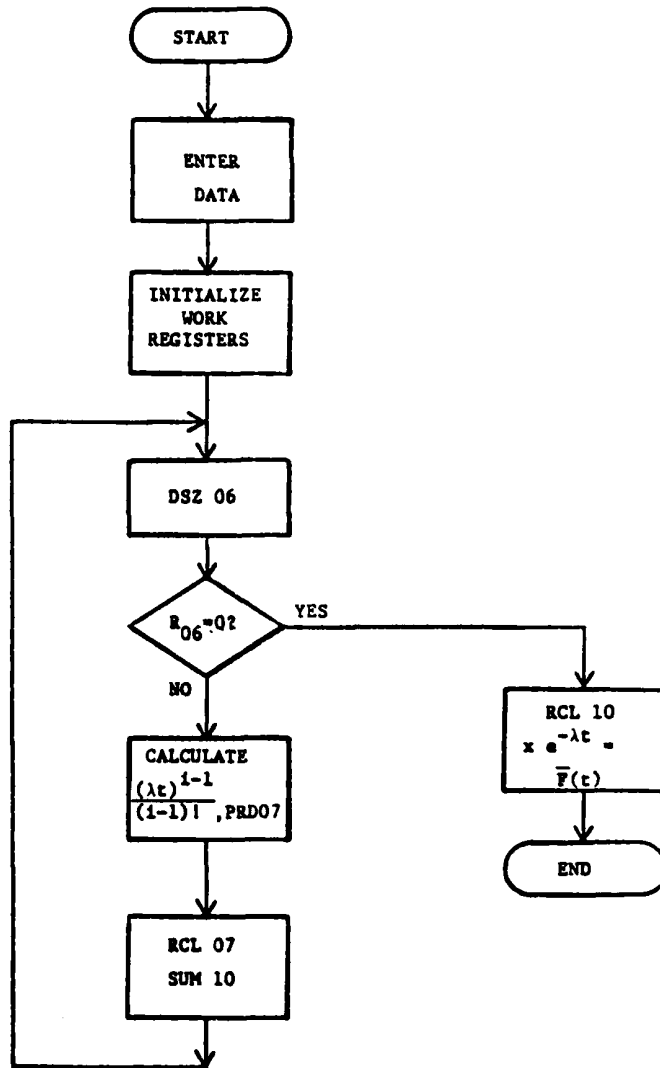 START
ENTER
DATA
INITIALIZE
WORK
REGISTERS
DSZ 06
R06=0?
YES
NO
CALCULATE
(λt)^i-1
(i-1)! ,PRD07
RCL 07
SUM 10
RCL 10
x e^-λt =
F̅(t)
END